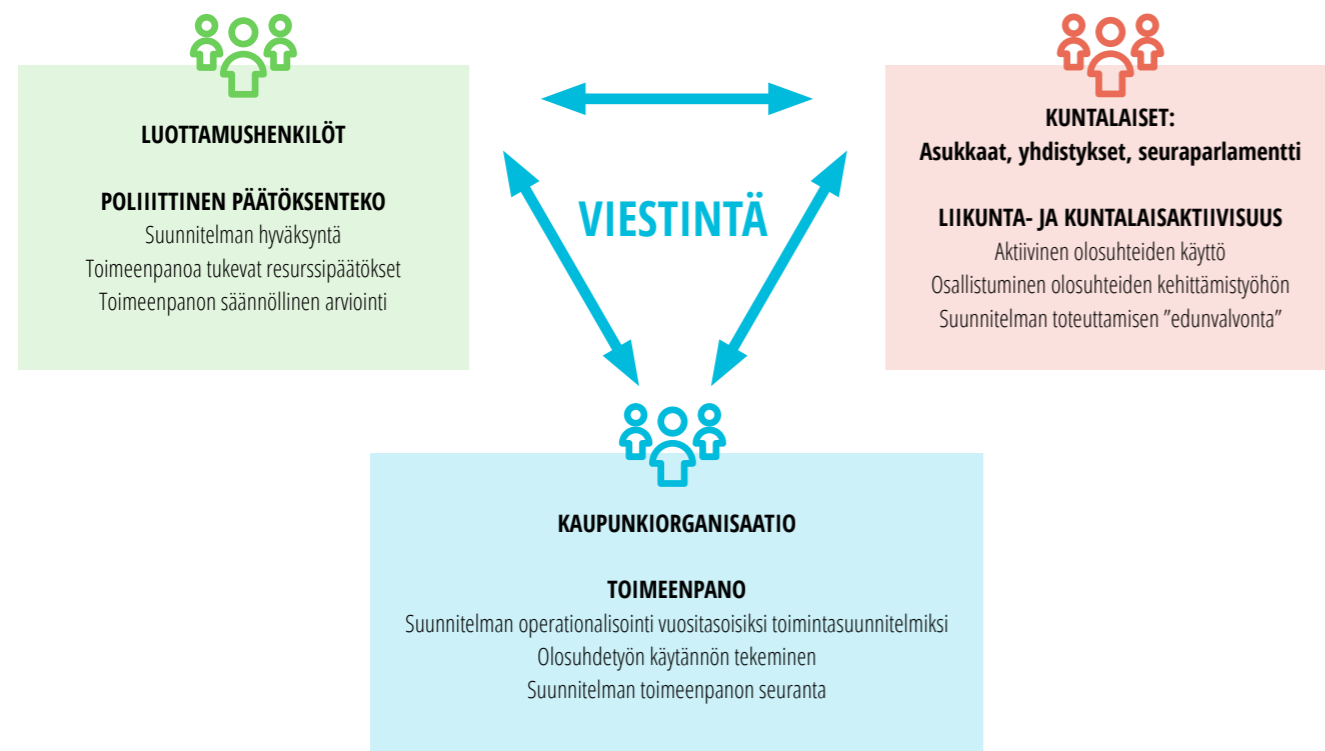 LUOTTAMUSHENKILÖT
POLIITTINEN PÄÄTÖKSENTEKO
Suunnitelman hyväksyntä
Toimeenpanoa tukevat resurssipäätökset
Toimeenpanon säännöllinen arviointi
VIESTINTÄ
KUNTALAISET:
Asukkaat, yhdistykset, seuraparlamentti
LIIKUNTA- JA KUNTALAISAKTIIVISUUS
Aktiivinen olosuhteiden käyttö
Osallistuminen olosuhteiden kehittämistyöhön
Suunnitelman toteuttamisen ”edunvalvonta”
KAUPUNKIORGANISAATIO
TOIMEENPANO
Suunnitelman operationalisointi vuositasoisiksi toimintasuunnitelmiksi
Olosuhdetyön käytännön tekeminen
Suunnitelman toimeenpanon seuranta